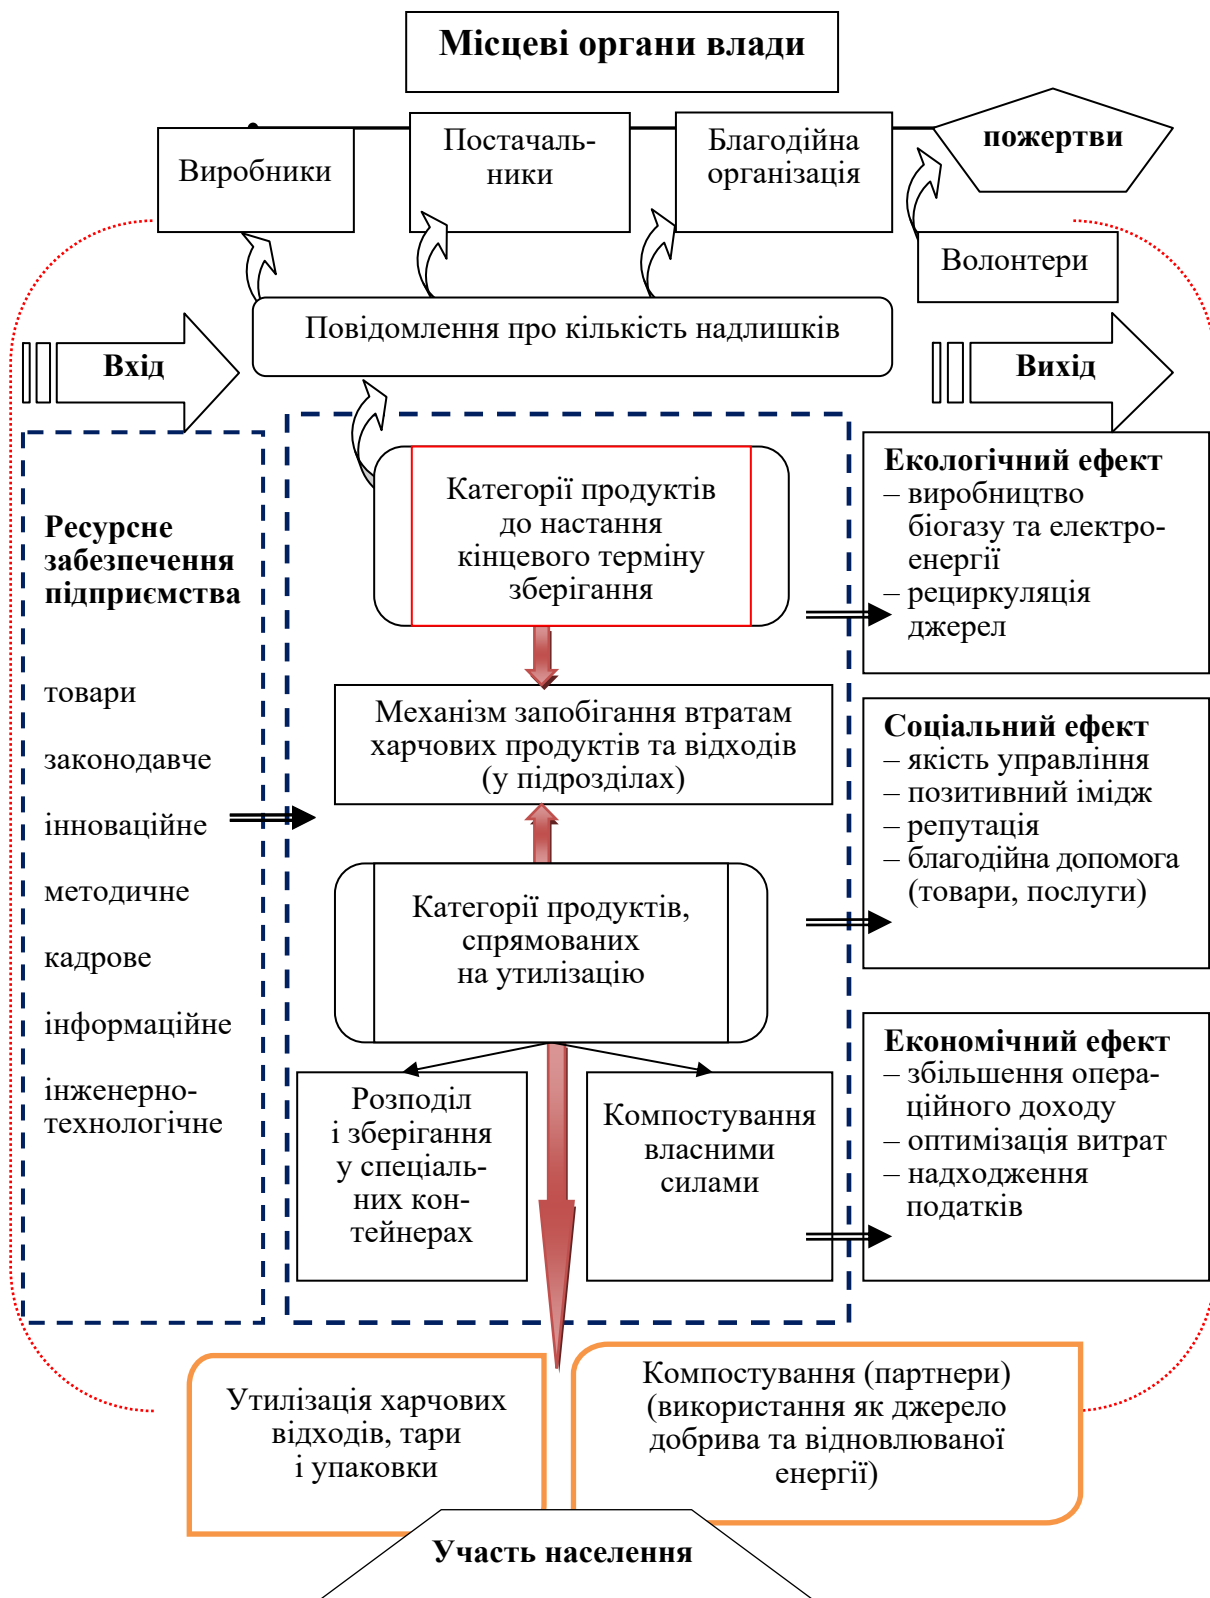 Місцеві органи влади
Виробники
Постачаль-
ники
Благодійна
організація
пожертви
Волонтери
Повідомлення про кількість надлишків
Вхід
Вихід
Ресурсне
забезпечення
підприємства
товари
законодавче
інноваційне
методичне
кадрове
інформаційне
інженерно-
технологічне
Категорії продуктів
до настання
кінцевого терміну
зберігання
Механізм запобігання втратам
харчових продуктів та відходів
(у підрозділах)
Категорії продуктів,
спрямованих
на утилізацію
Розподіл
і зберігання
у спеціаль-
них кон-
тейнерах
Компостування
власними
силами
Екологічний ефект
– виробництво
біогазу та електро-
енергії
– рециркуляція
джерел
Соціальний ефект
– якість управління
– позитивний імідж
– репутація
– благодійна допомога
(товари, послуги)
Економічний ефект
– збільшення опера-
ційного доходу
– оптимізація витрат
– надходження
податків
Утилізація харчових
відходів, тари
і упаковки
Компостування (партнери)
(використання як джерело
добрива та відновлюваної
енергії)
Участь населення